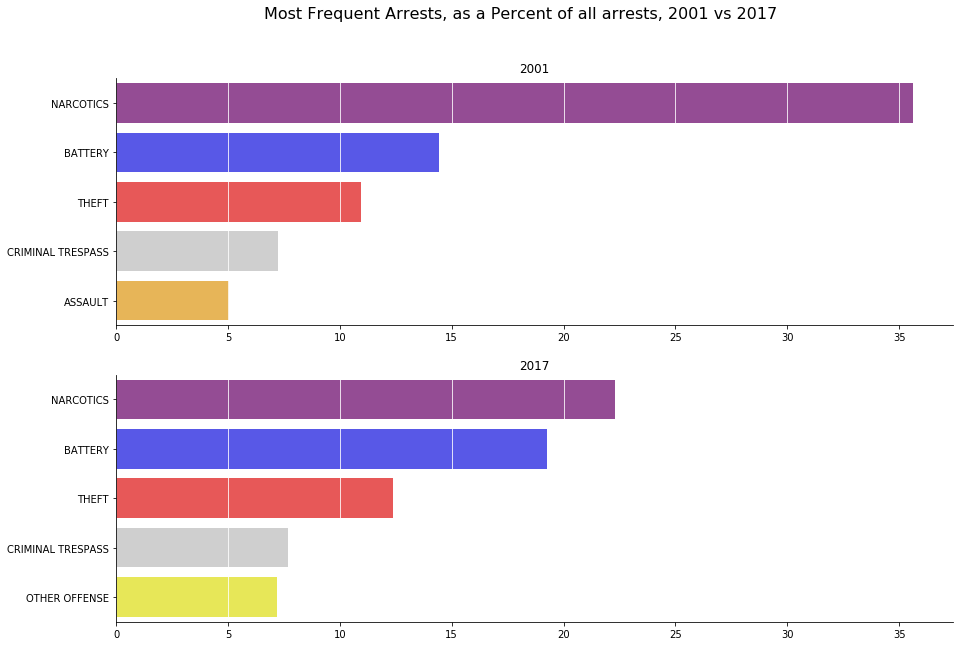 Most Frequent Arrests, as a Percent of all arrests, 2001 vs 2017
2001
NARCOTICS
BATTERY
THEFT
CRIMINAL TRESPASS
ASSAULT
0 5 10 15 20 25 30 35
2017
NARCOTICS
BATTERY
THEFT
CRIMINAL TRESPASS
OTHER OFFENSE
0 5 10 15 20 25 30 35